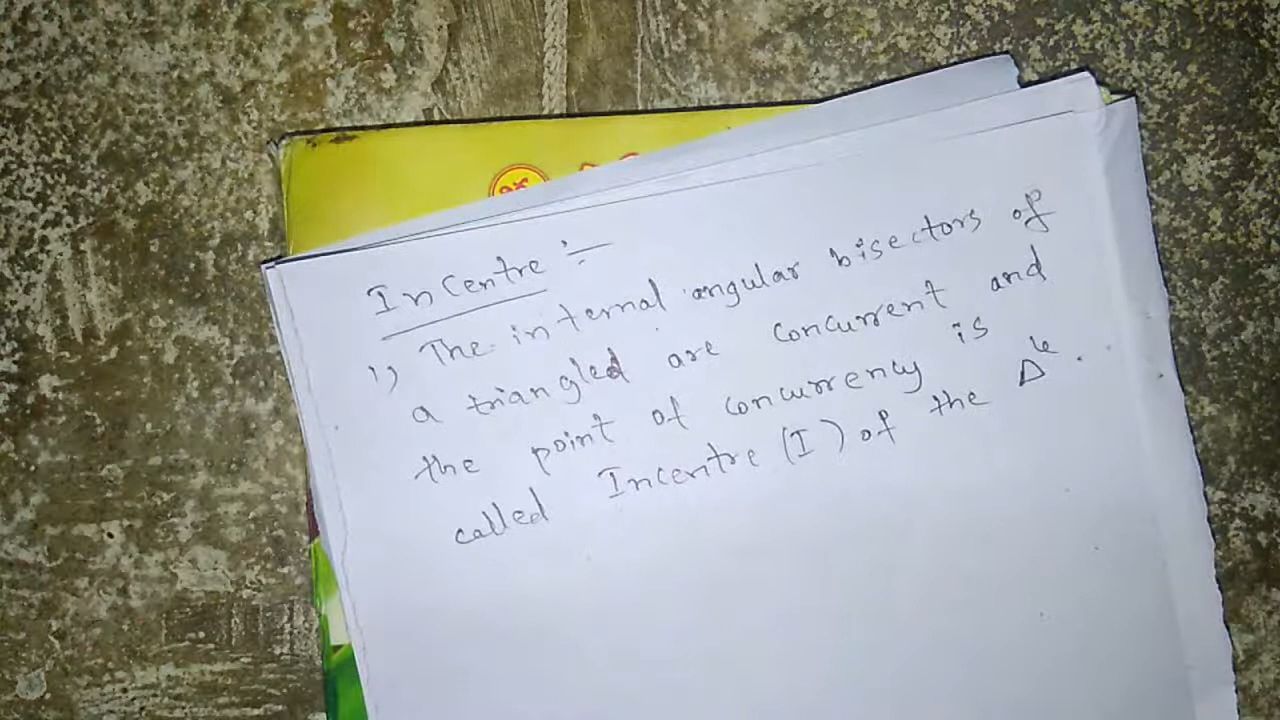 InCentre :-
1) The internal angular bisectors of
a triangled are concurrent and
the point of concurrency is
called Incentre (I) of the Δle.